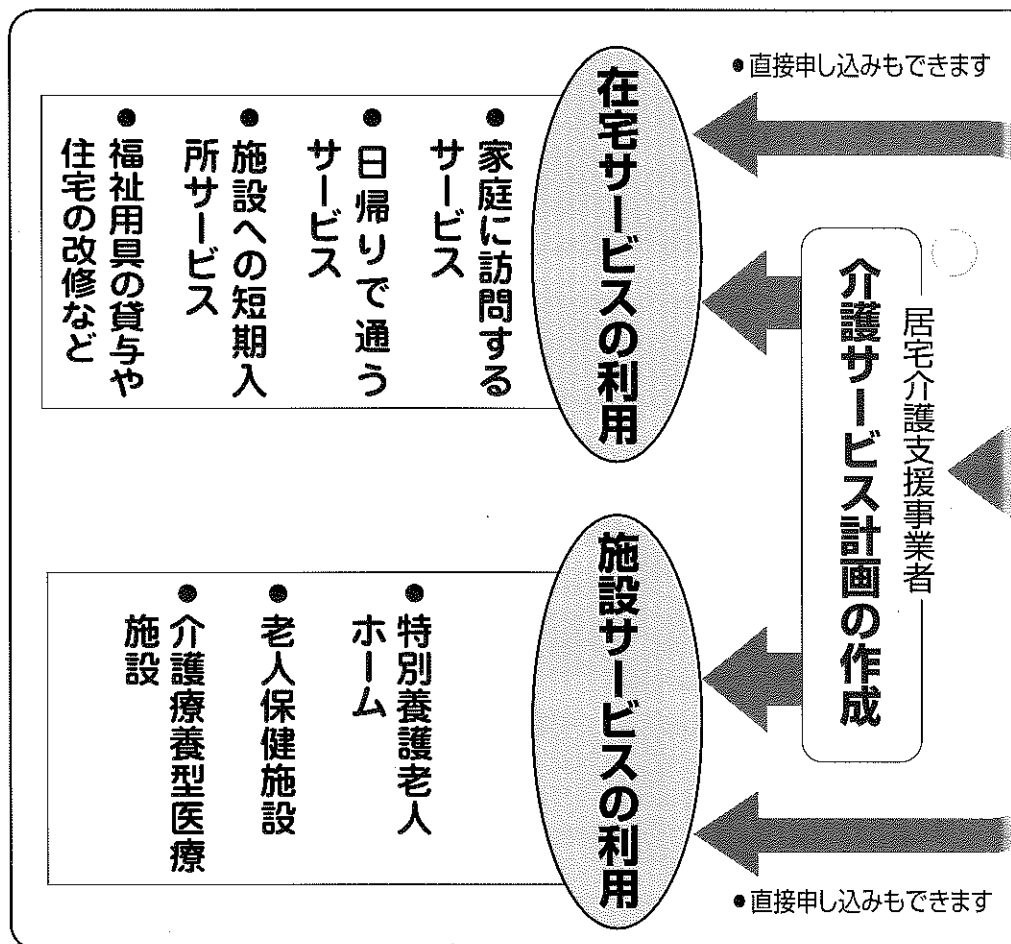 ●直接申し込みもできます
居宅介護支援事業者
介護サービス計画の作成
在宅サービスの利用
●家庭に訪問する
サービス
●日帰りで通う
サービス
●施設への短期入
所サービス
●福祉用具の貸与や
住宅の改修など
施設サービスの利用
●特別養護老人
ホーム
●老人保健施設
●介護療養型医療
施設
●直接申し込みもできます